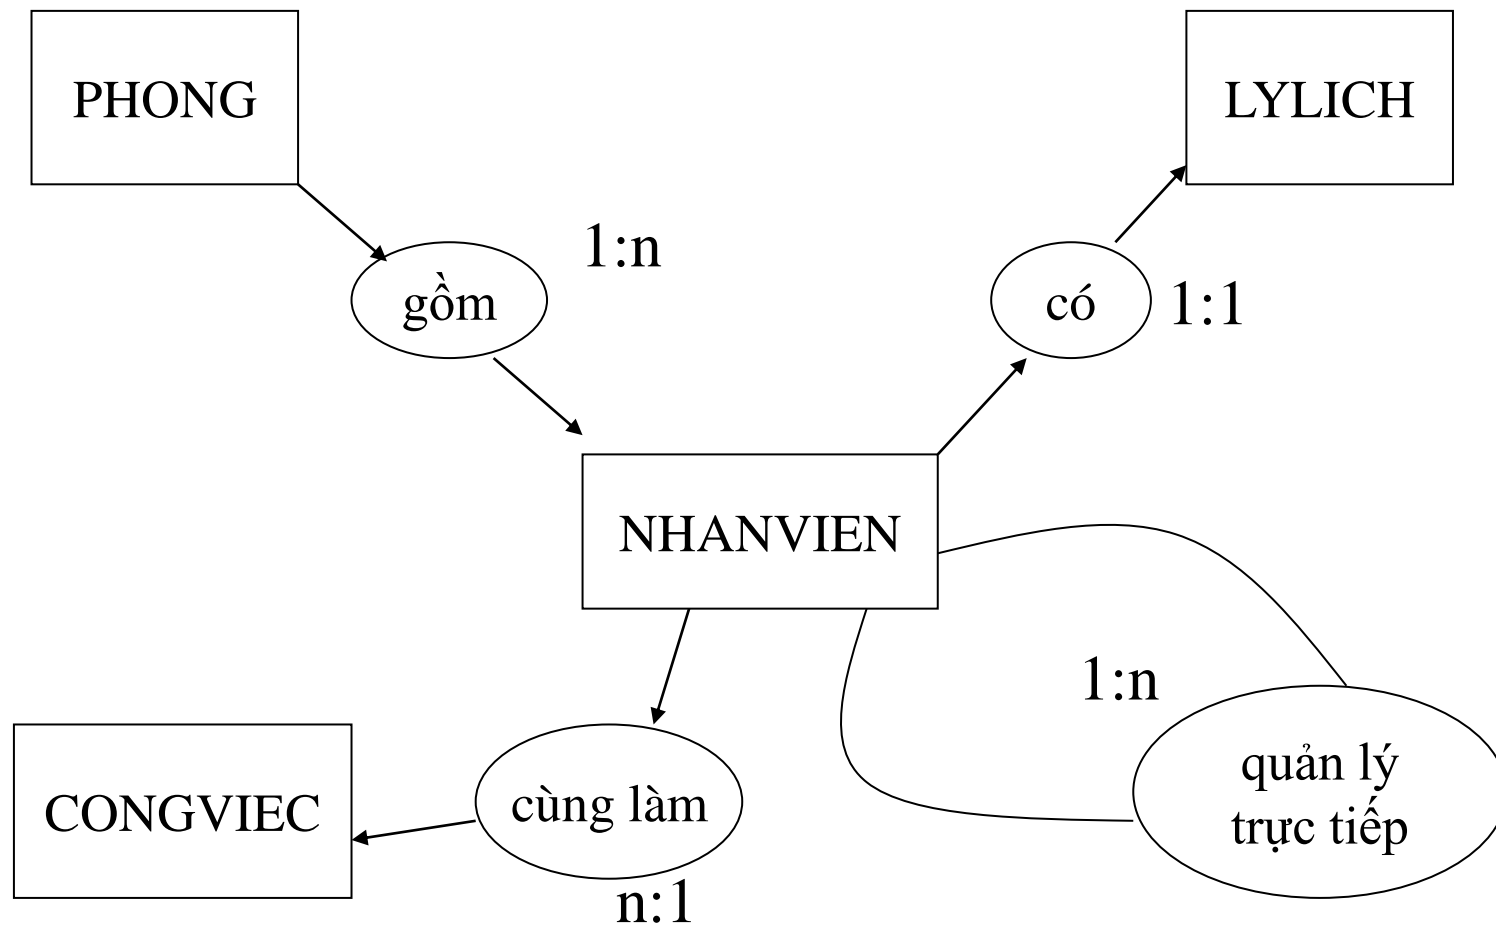 PHONG
LYLICH
1:n
gồm
có
1:1
NHANVIEN
1:n
quản lý
trực tiếp
CONGVIEC
cùng làm
n:1